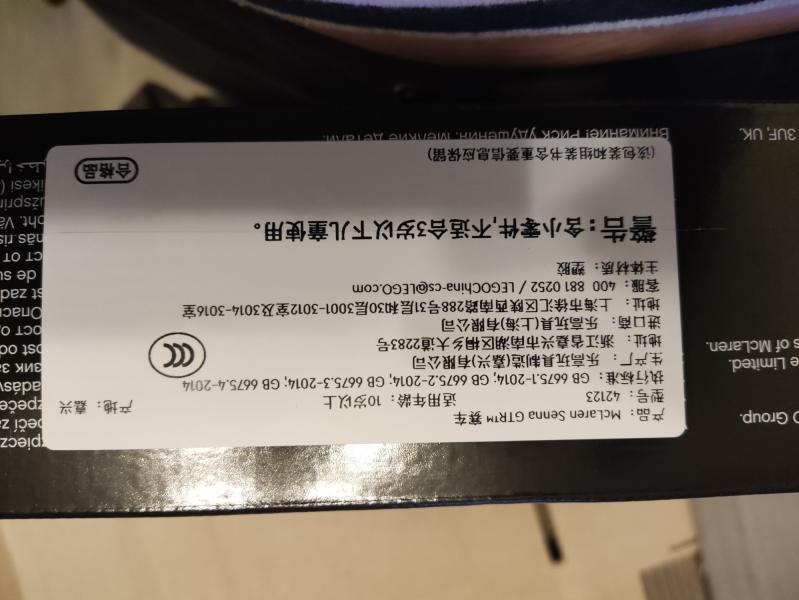 产品： McLaren Senna GTR™ 赛车
型号： 42123 适用年龄： 10岁以上 产地： 嘉兴
执行标准： GB 6675.1-2014; GB 6675.2-2014; GB 6675.3-2014; GB 6675.4-2014
生产厂： 乐高玩具制造(嘉兴)有限公司
地址： 浙江省嘉兴市南湖区桐乡大道2283号
进口商： 乐高玩具(上海)有限公司
地址： 上海市徐汇区陕西南路288号31层和30层3001-3012室及3014-3016室
客服： 400 881 0252 / LEGOChina-cs@LEGO.com
主体材质： 塑胶
警告：含小零件,不适合3岁以下儿童使用。
(该包装和组装书含重要信息应保留)
合格品
CCC
Group.
Limited.
s of McLaren.
3UF, UK.
Внимание! Риск удушения. Мелкие детали.